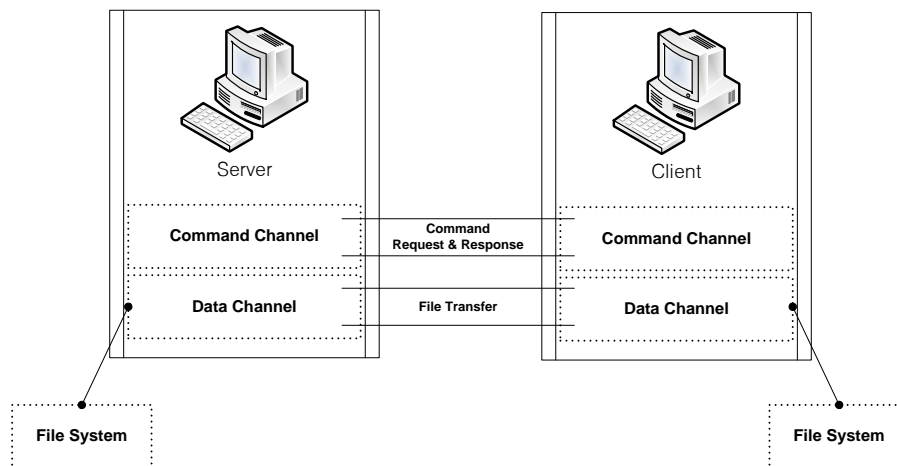 Server
Client
Command Channel
Command
Request & Response
Command Channel
Data Channel
File Transfer
Data Channel
File System
File System